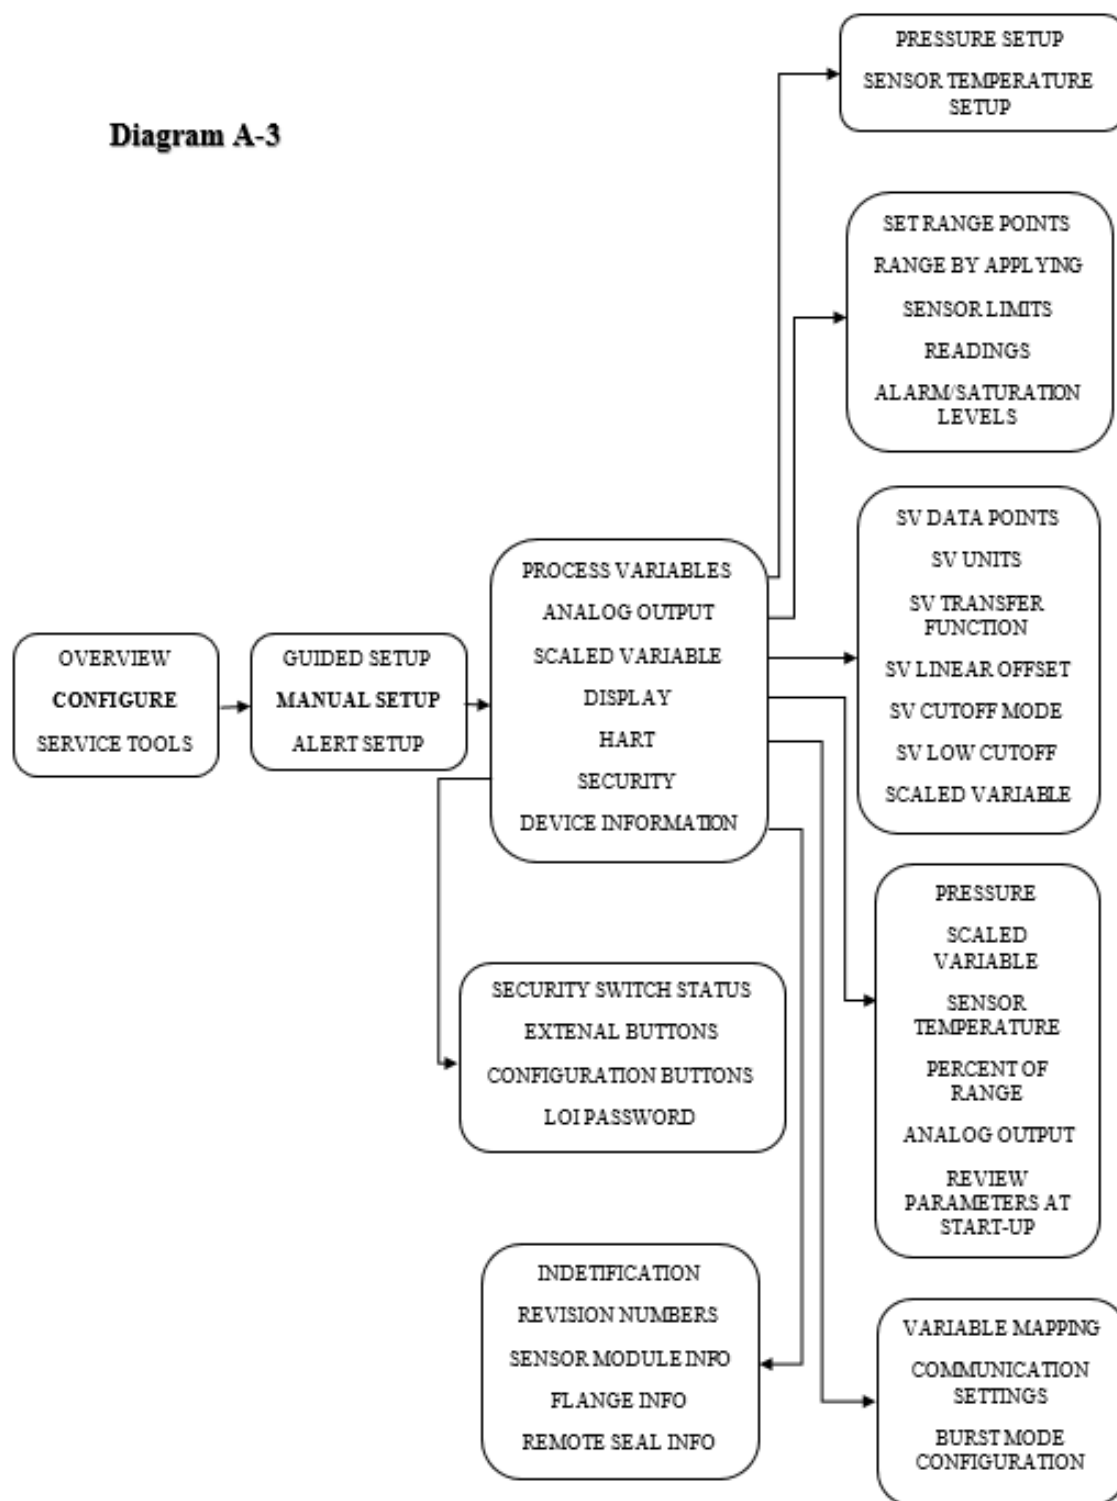 Diagram A-3
OVERVIEW
CONFIGURE
SERVICE TOOLS
GUIDED SETUP
MANUAL SETUP
ALERT SETUP
PROCESS VARIABLES
ANALOG OUTPUT
SCALED VARIABLE
DISPLAY
HART
SECURITY
DEVICE INFORMATION
PRESSURE SETUP
SENSOR TEMPERATURE
SETUP
SET RANGE POINTS
RANGE BY APPLYING
SENSOR LIMITS
READINGS
ALARM/SATURATION
LEVELS
SV DATA POINTS
SV UNITS
SV TRANSFER
FUNCTION
SV LINEAR OFFSET
SV CUTOFF MODE
SV LOW CUTOFF
SCALED VARIABLE
PRESSURE
SCALED
VARIABLE
SENSOR
TEMPERATURE
PERCENT OF
RANGE
ANALOG OUTPUT
REVIEW
PARAMETERS AT
START-UP
VARIABLE MAPPING
COMMUNICATION
SETTINGS
BURST MODE
CONFIGURATION
SECURITY SWITCH STATUS
EXTENAL BUTTONS
CONFIGURATION BUTTONS
LOI PASSWORD
INDETIFICATION
REVISION NUMBERS
SENSOR MODULE INFO
FLANGE INFO
REMOTE SEAL INFO